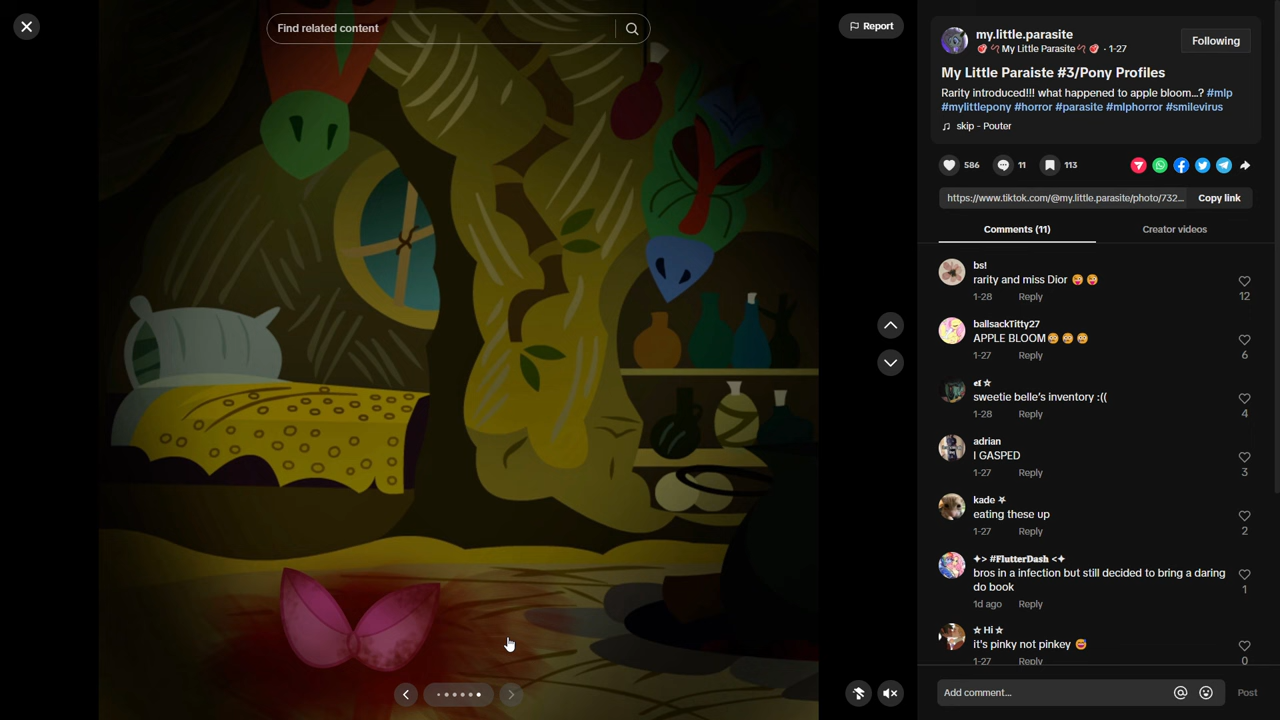 Find related content
Report
my.little.parasite
My Little Parasite · 1-27
Following
My Little Paraiste #3/Pony Profiles
Rarity introduced!!! what happened to apple bloom...? #mlp
#mylittlepony #horror #parasite #mlphorror #smilevirus
skip - Pouter
586
11
113
https://www.tiktok.com/@my.little.parasite/photo/732...
Copy link
Comments (11)
Creator videos
bs!
rarity and miss Dior 😍😍
12
1-28
Reply
ballsackTitty27
APPLE BLOOM😨😨😨
6
1-27
Reply
eI ☆
sweetie belle's inventory :((
4
1-28
Reply
adrian
I GASPED
3
1-27
Reply
kade ⛧
eating these up
2
1-27
Reply
✦> #FlutterDash <✦
bros in a infection but still decided to bring a daring
do book
1
1d ago
Reply
☆ Hi ☆
it's pinky not pinkey 😅
0
1-27
Reply
Add comment...
Post